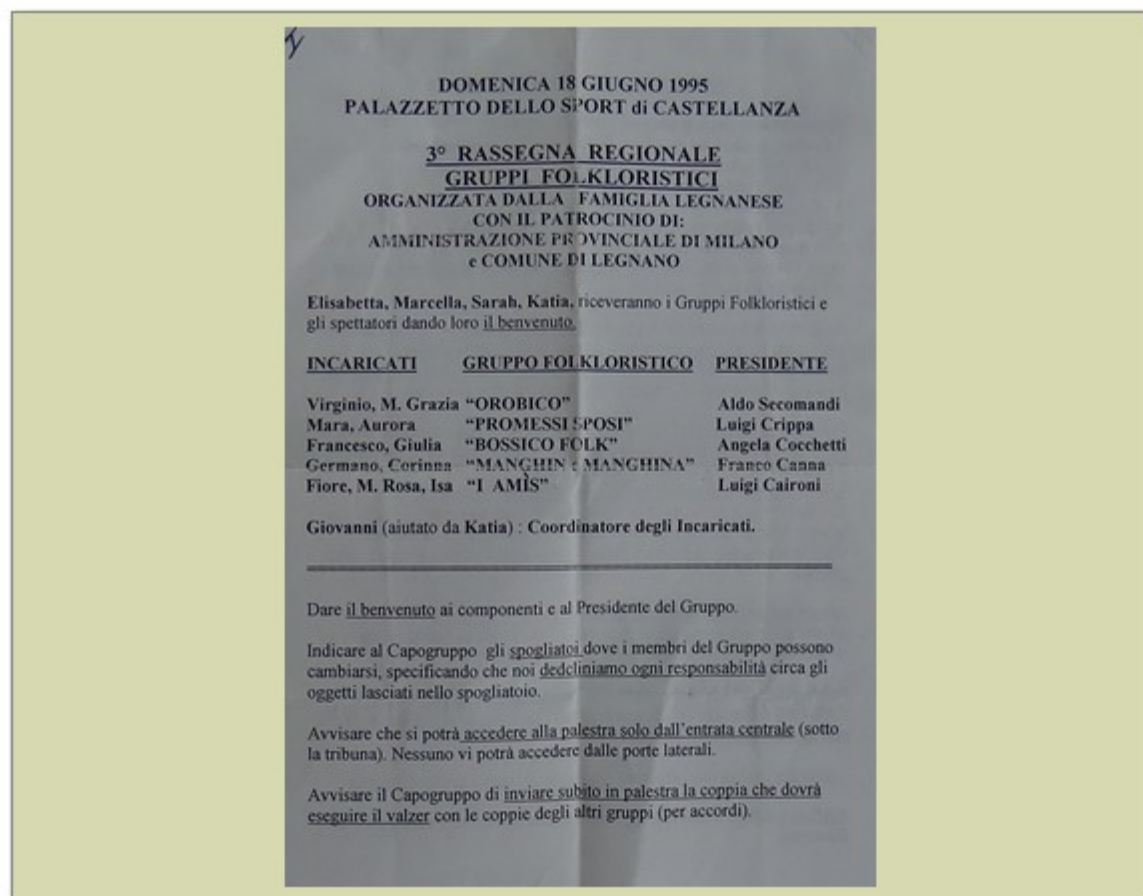 DOMENICA 18 GIUGNO 1995
PALAZZETTO DELLO SPORT di CASTELLANZA
3° RASSEGNA REGIONALE
GRUPPI FOLKLORISTICI
ORGANIZZATA DALLA FAMIGLIA LEGNANESE
CON IL PATROCINIO DI:
AMMINISTRAZIONE PROVINCIALE DI MILANO
e COMUNE DI LEGNANO
Elisabetta, Marcella, Sarah, Katia, riceveranno i Gruppi Folkloristici e
gli spettatori dando loro il benvenuto.
INCARICATI GRUPPO FOLKLORISTICO PRESIDENTE
Virginio, M. Grazia “OROBICO” Aldo Secomandi
Mara, Aurora “PROMESSI SPOSI” Luigi Crippa
Francesco, Giulia “BOSSICO FOLK” Angela Cocchetti
Germano, Corinna “MANGHIN e MANGHINA” Franco Canna
Fiore, M. Rosa, Isa “I AMÌS” Luigi Caironi
Giovanni (aiutato da Katia) : Coordinatore degli Incaricati.
Dare il benvenuto ai componenti e al Presidente del Gruppo.
Indicare al Capogruppo gli spogliatoi dove i membri del Gruppo possono
cambiarsi, specificando che noi dedcliniamo ogni responsabilità circa gli
oggetti lasciati nello spogliatoio.
Avvisare che si potrà accedere alla palestra solo dall’entrata centrale (sotto
la tribuna). Nessuno vi potrà accedere dalle porte laterali.
Avvisare il Capogruppo di inviare subito in palestra la coppia che dovrà
eseguire il valzer con le coppie degli altri gruppi (per accordi).